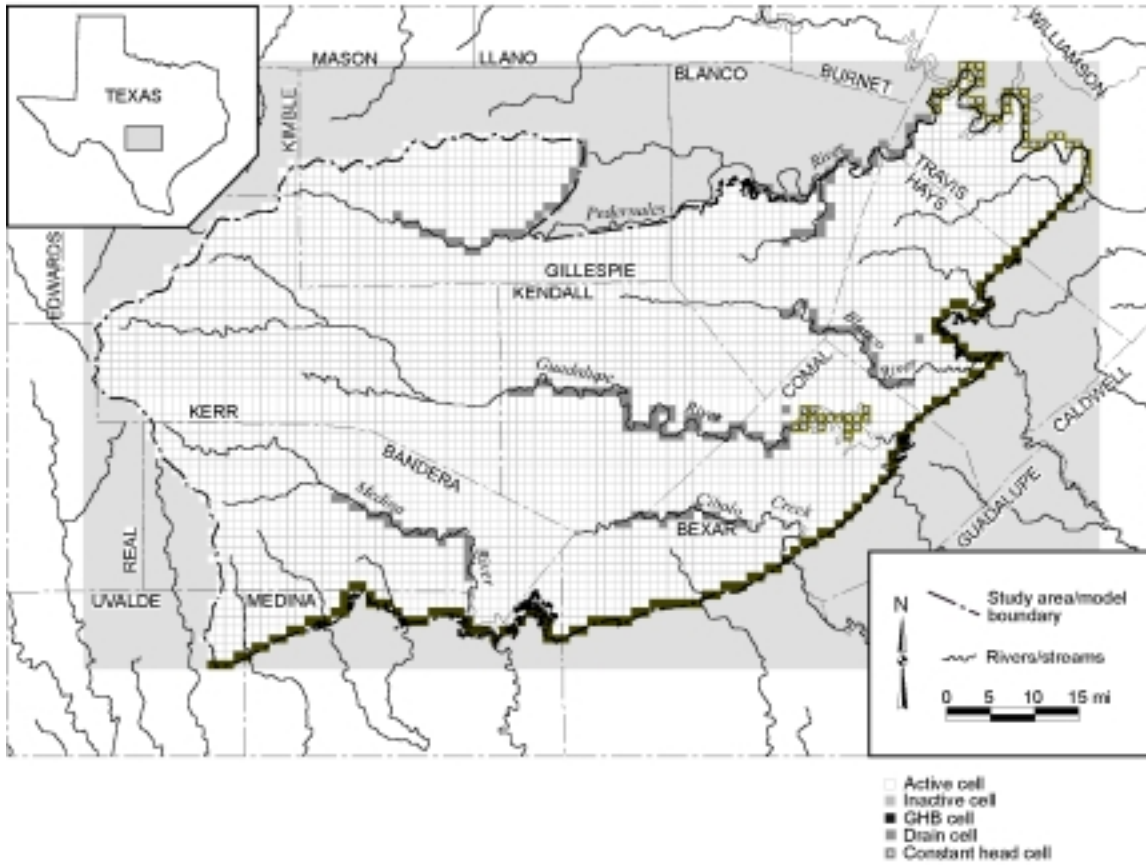 TEXAS
MASON
LLANO
BLANCO
BURNET
WILLIAMSON
KIMBLE
EDWARDS
River
Pedernales
TRAVIS
HAYS
GILLESPIE
KENDALL
Blanco
River
Guadalupe
River
COMAL
CALDWELL
KERR
BANDERA
Medina
River
Cibolo
Creek
BEXAR
GUADALUPE
REAL
UVALDE
MEDINA
N
Study area/model
boundary
Rivers/streams
0 5 10 15 mi
Active cell
Inactive cell
GHB cell
Drain cell
Constant head cell